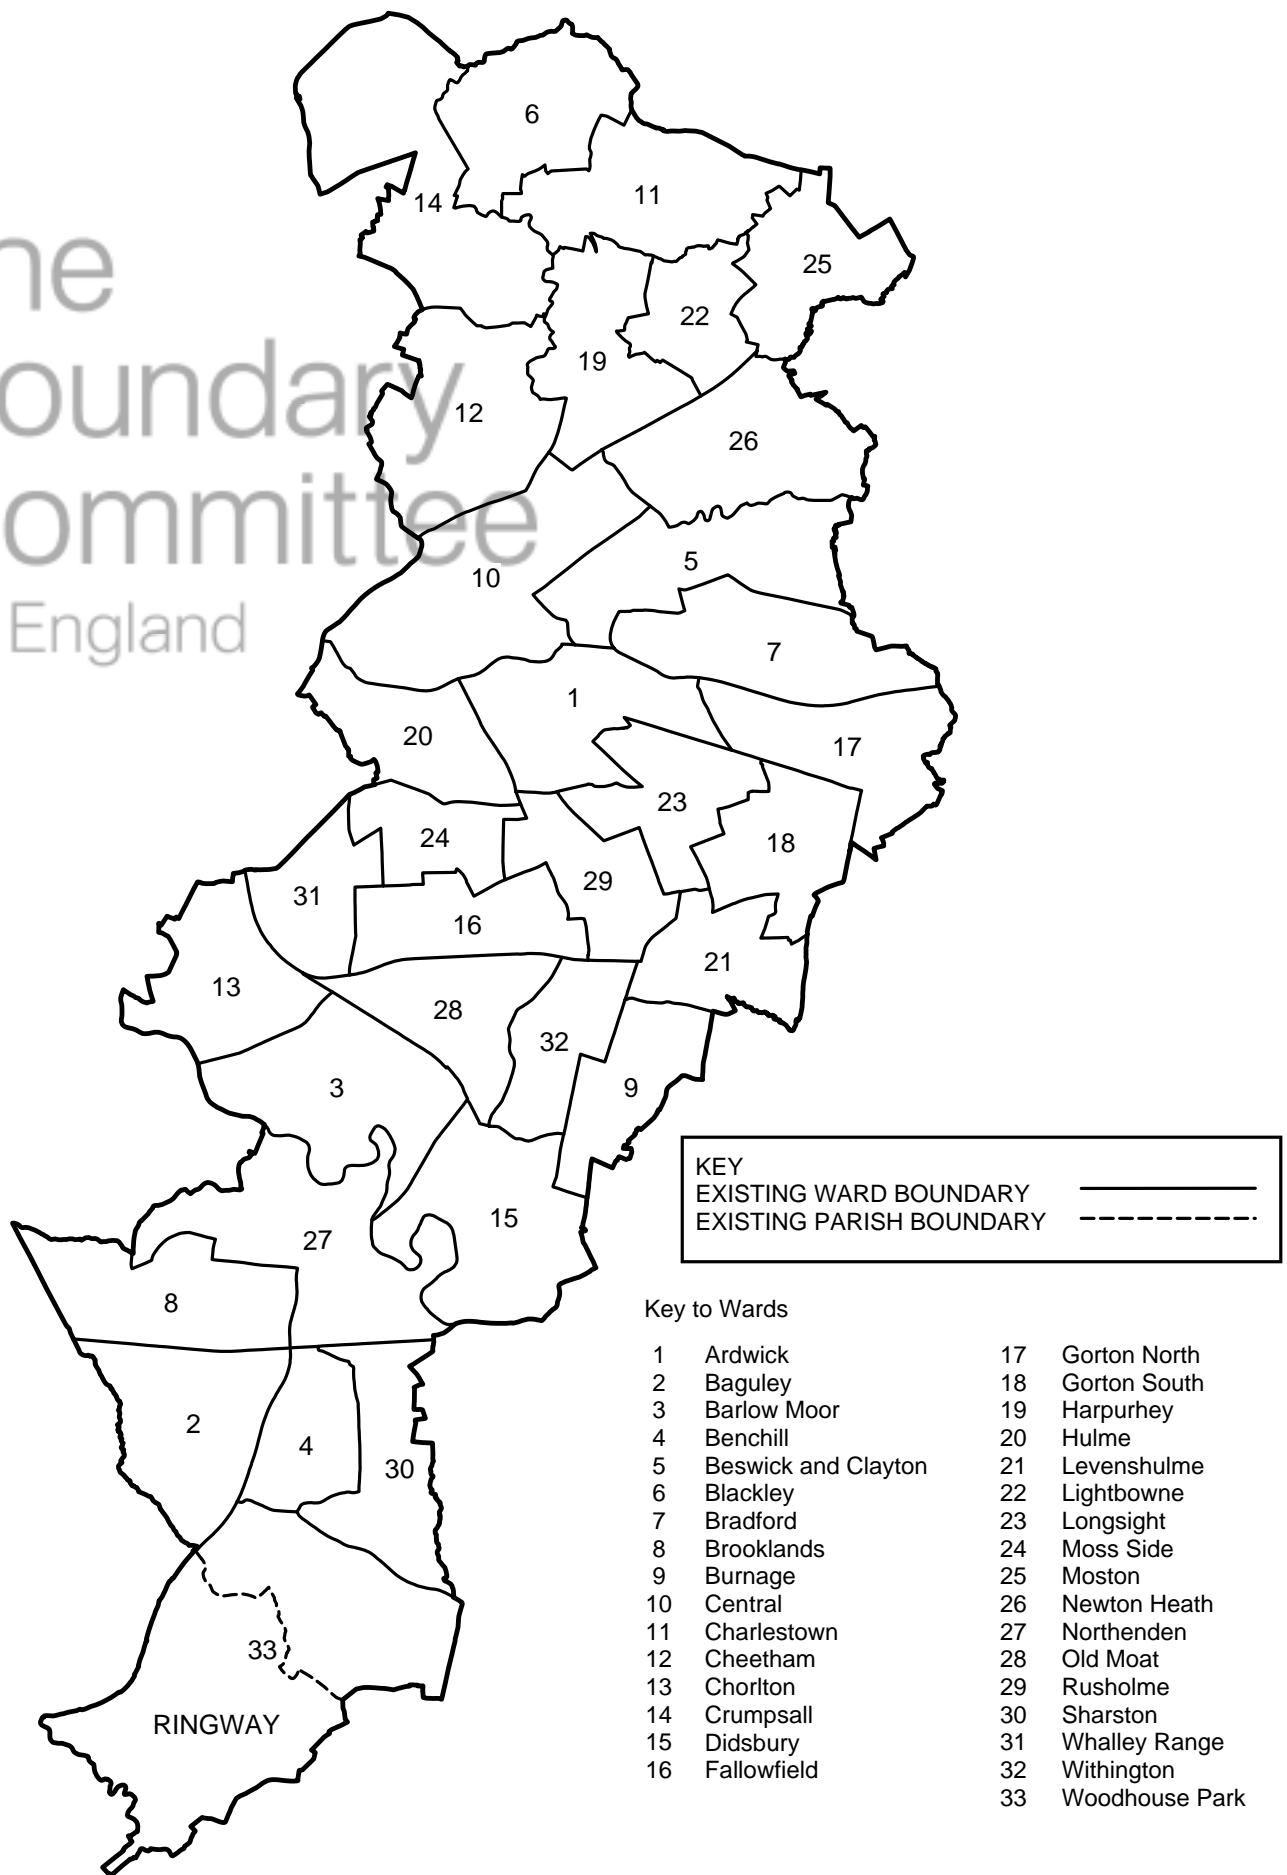 he
oundary
ommittee
England
6
14
11
25
22
19
12
26
5
10
7
1
20
17
23
24
18
29
31
16
21
13
28
32
3
9
15
27
8
2
4
30
33
RINGWAY
KEY
EXISTING WARD BOUNDARY
EXISTING PARISH BOUNDARY
Key to Wards
1 Ardwick
2 Baguley
3 Barlow Moor
4 Benchill
5 Beswick and Clayton
6 Blackley
7 Bradford
8 Brooklands
9 Burnage
10 Central
11 Charlestown
12 Cheetham
13 Chorlton
14 Crumpsall
15 Didsbury
16 Fallowfield
17 Gorton North
18 Gorton South
19 Harpurhey
20 Hulme
21 Levenshulme
22 Lightbowne
23 Longsight
24 Moss Side
25 Moston
26 Newton Heath
27 Northenden
28 Old Moat
29 Rusholme
30 Sharston
31 Whalley Range
32 Withington
33 Woodhouse Park